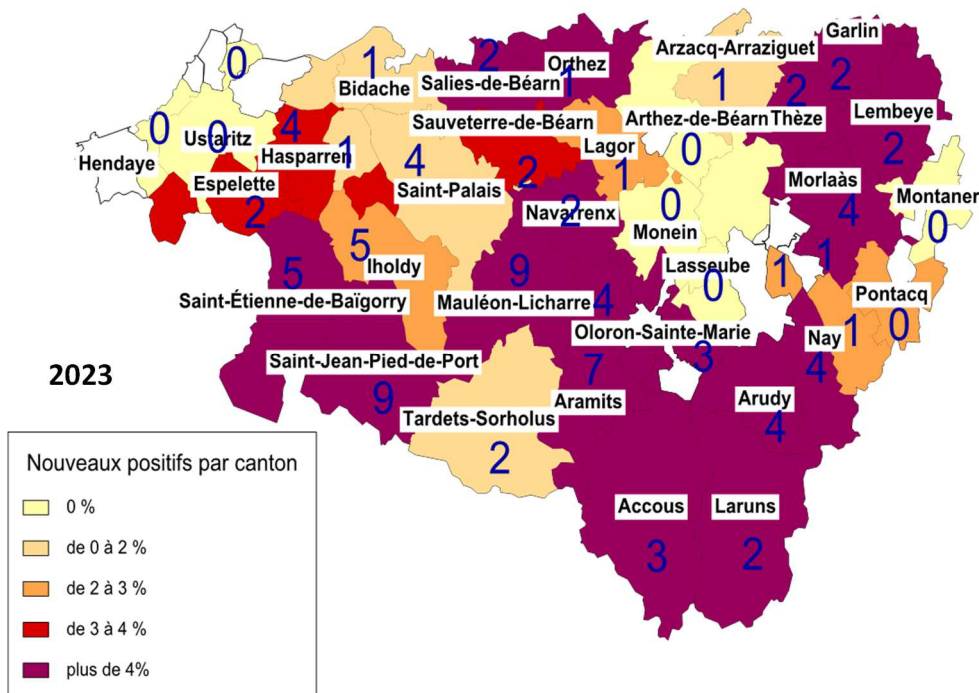 Garlin
0 2 Arzacq-Arraziguet
1 Orthez 2
Bidache Salies-de-Béarn 1 1 2
Lembeye
0 0 4 Sauveterre-de-Béarn Arthez-de-Béarn Thèze
Ustaritz
Hendaye Hasparren 1 4 Lagor 0 2
Espelette Saint-Palais 2 1 Morlaàs
2 Navarrenx 2 0 4 Montaner
Monein 0
5 5 Iholdy 9 Lasseube 1
Saint-Étienne-de-Baïgorry Mauléon-Licharre 4 0 1 Pontacq
Oloron-Sainte-Marie Nay 1 0
2023 Saint-Jean-Pied-de-Port 7 3 4
9 Aramits Arudy
Tardets-Sorholus 4
2
Nouveaux positifs par canton
0 %
de 0 à 2 %
de 2 à 3 %
de 3 à 4 %
plus de 4%
Accous Laruns
3 2